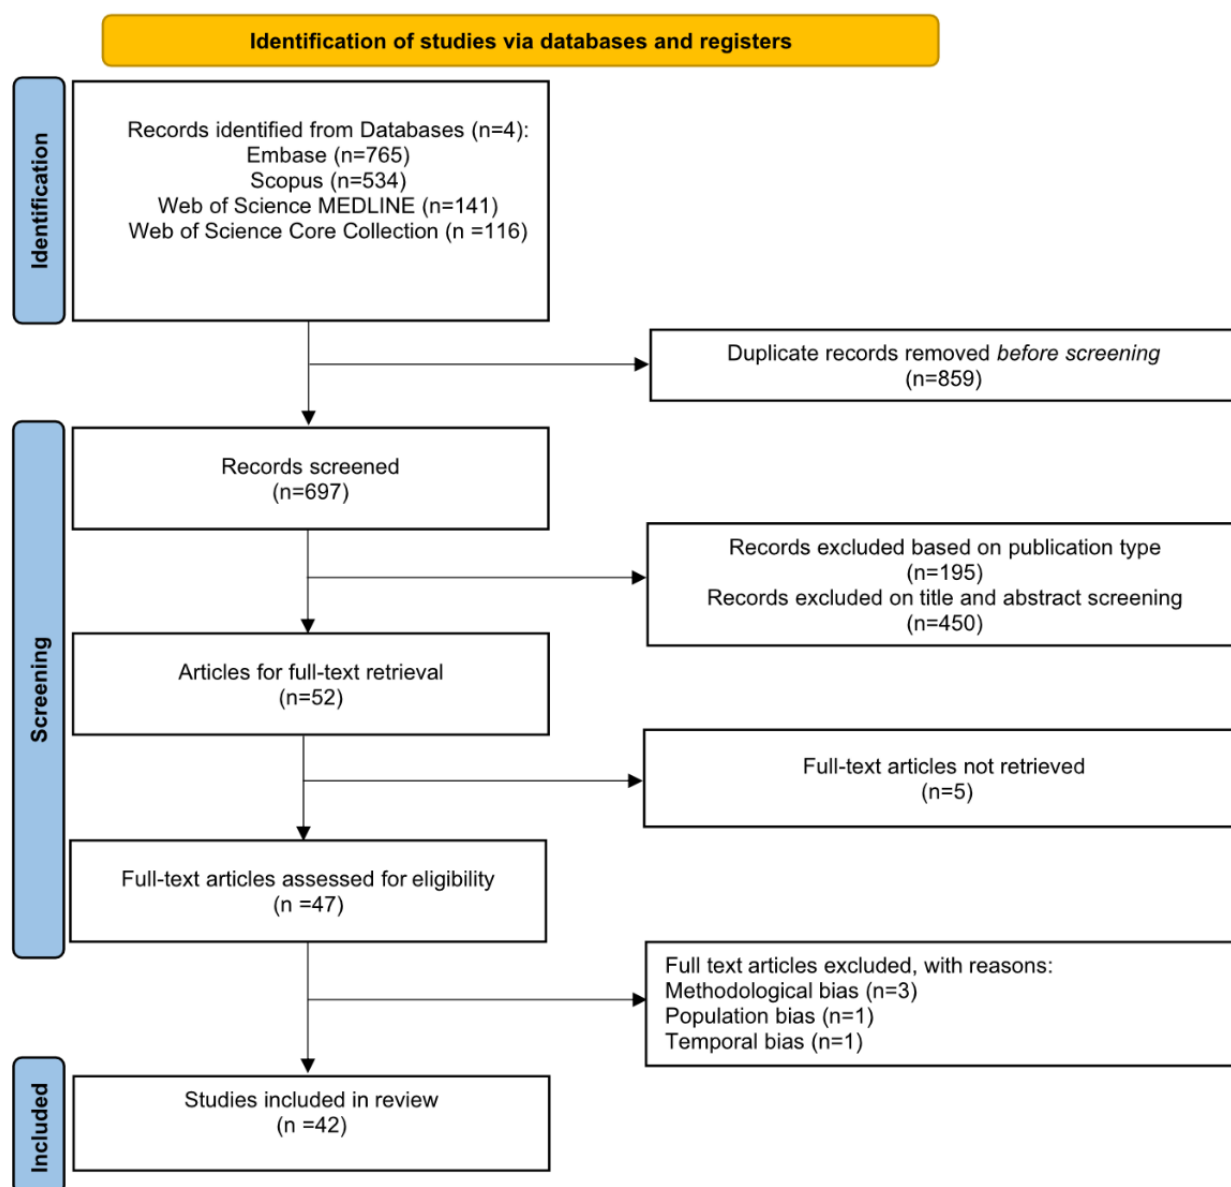 Identification of studies via databases and registers
Identification
Records identified from Databases (n=4):
Embase (n=765)
Scopus (n=534)
Web of Science MEDLINE (n=141)
Web of Science Core Collection (n =116)
Duplicate records removed before screening
(n=859)
Screening
Records screened
(n=697)
Records excluded based on publication type
(n=195)
Records excluded on title and abstract screening
(n=450)
Articles for full-text retrieval
(n=52)
Full-text articles not retrieved
(n=5)
Full-text articles assessed for eligibility
(n =47)
Full text articles excluded, with reasons:
Methodological bias (n=3)
Population bias (n=1)
Temporal bias (n=1)
Included
Studies included in review
(n =42)